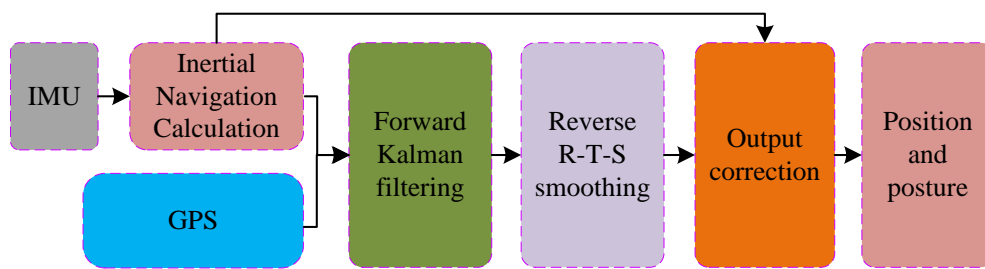 IMU
Inertial
Navigation
Calculation
GPS
Forward
Kalman
filtering
Reverse
R-T-S
smoothing
Output
correction
Position
and
posture